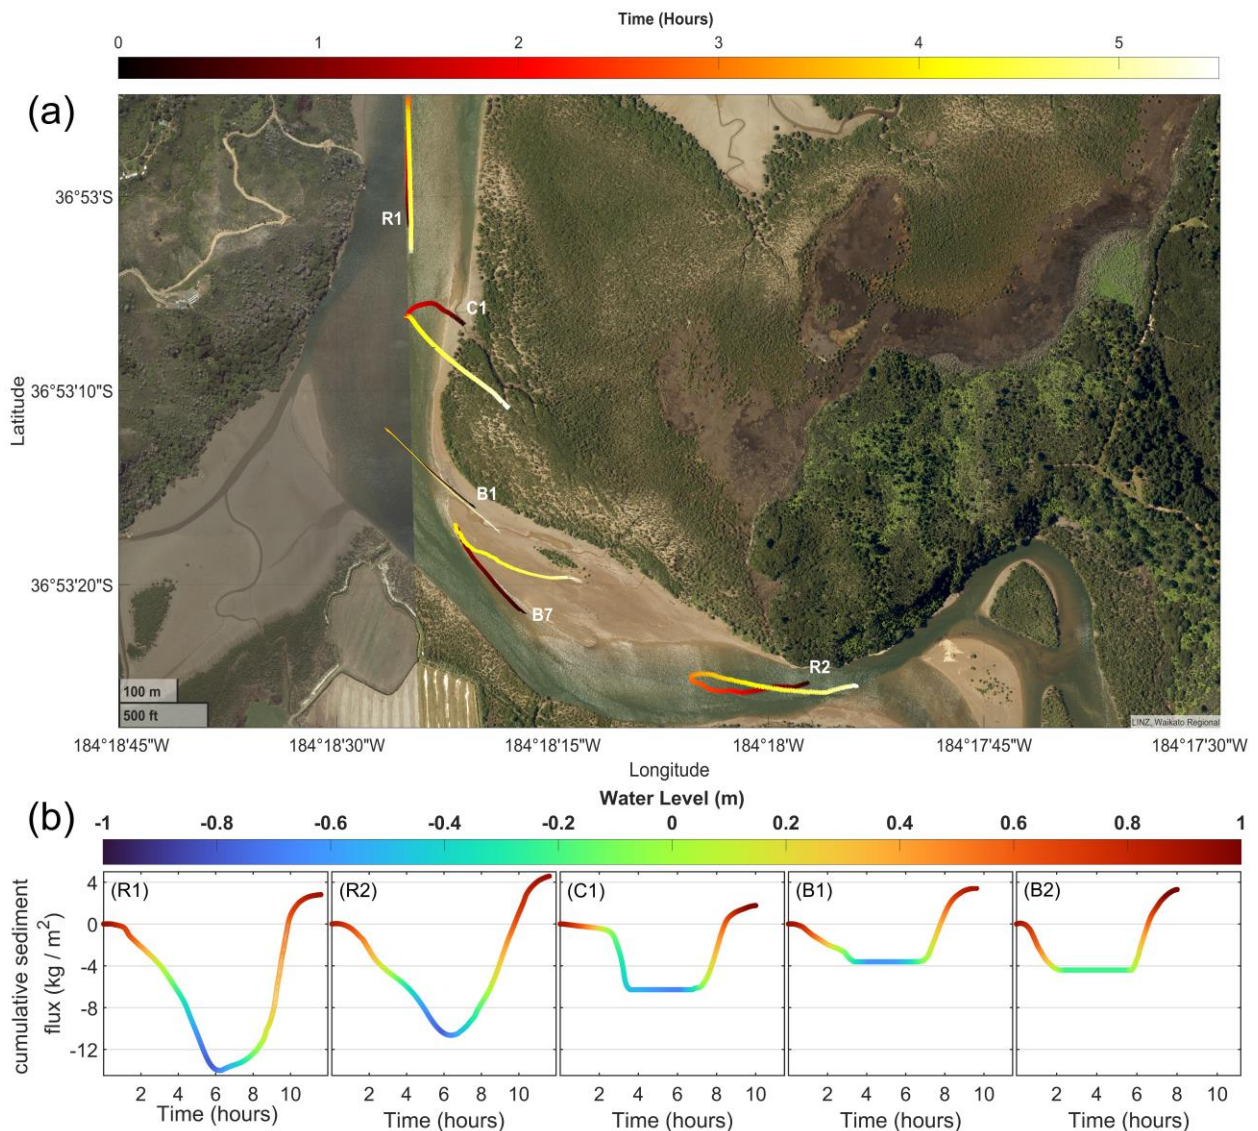 Time (Hours)
0 1 2 3 4 5
(a)
36°53'S
R1
C1
Latitude
36°53'10"S
B1
36°53'20"S
B7
R2
100 m
500 ft
LINZ, Waikato Regional
184°18'45"W 184°18'30"W 184°18'15"W 184°18'W 184°17'45"W 184°17'30"W
Longitude
(b)
Water Level (m)
-1 -0.8 -0.6 -0.4 -0.2 0 0.2 0.4 0.6 0.8 1
cumulative sediment
flux (kg / m²)
4
0
-4
-8
-12
(R1) (R2) (C1) (B1) (B2)
2 4 6 8 10 2 4 6 8 10 2 4 6 8 10 2 4 6 8 10 2 4 6 8 10
Time (hours) Time (hours) Time (hours) Time (hours) Time (hours)